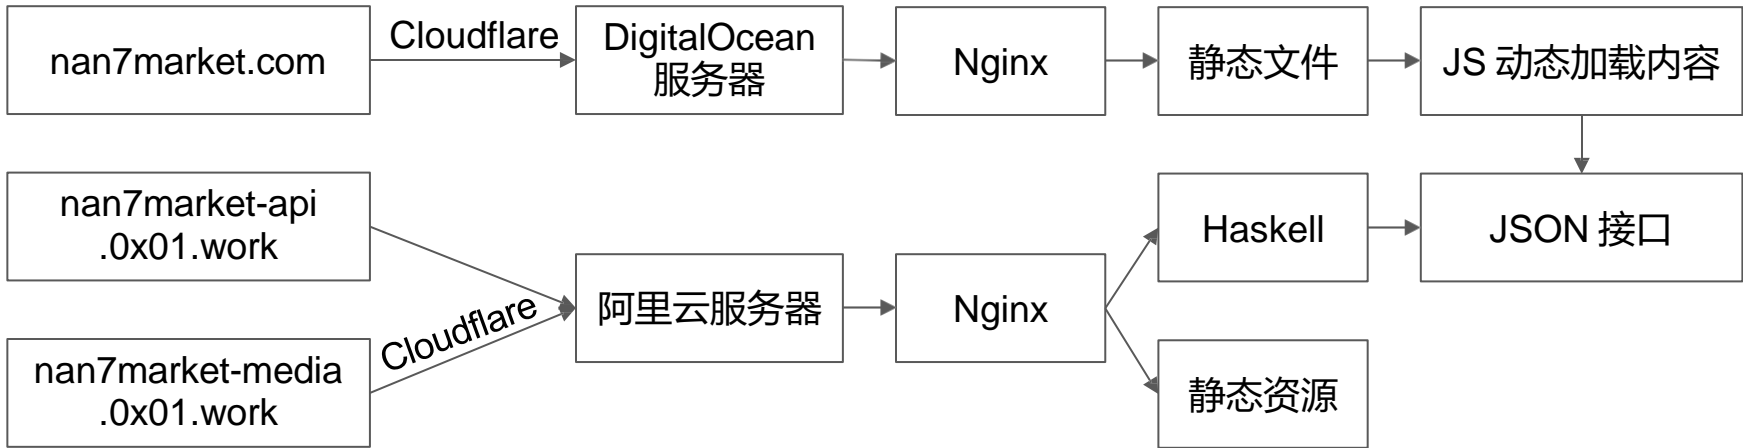 nan7market.com
Cloudflare
DigitalOcean
服务器
Nginx
静态文件
JS 动态加载内容
nan7market-api
.0x01.work
Haskell
JSON 接口
Cloudflare
阿里云服务器
Nginx
nan7market-media
.0x01.work
静态资源